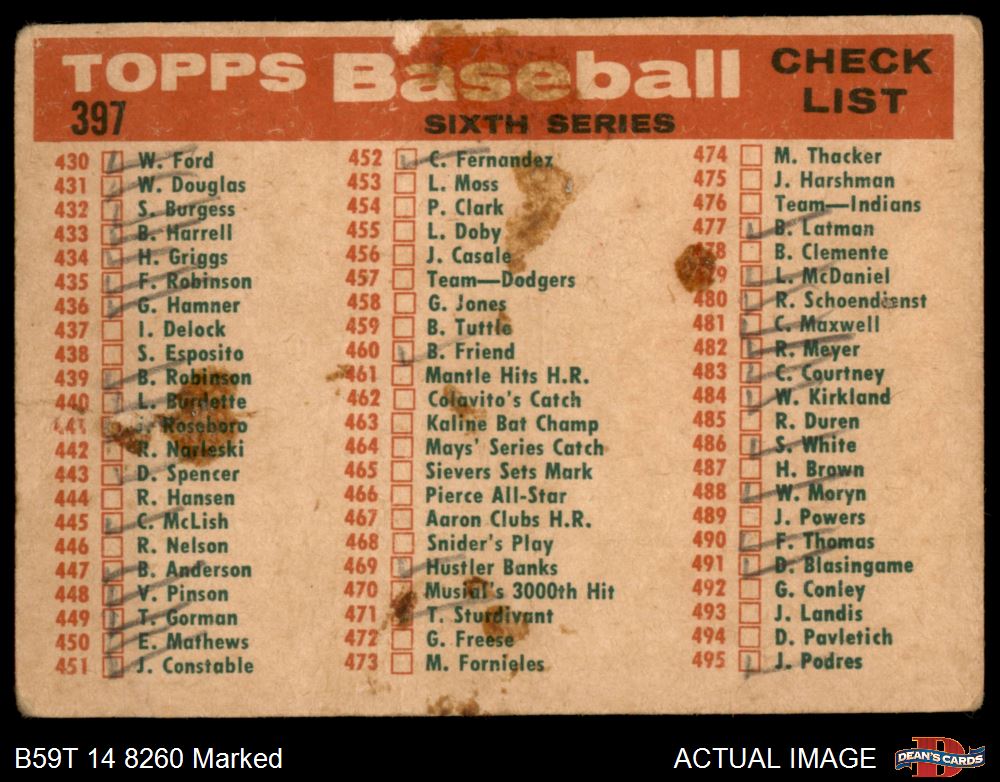 TOPPS Baseball CHECK LIST
397
SIXTH SERIES
430 W. Ford
431 W. Douglas
432 S. Burgess
433 B. Harrell
434 H. Griggs
435 F. Robinson
436 G. Hamner
437 I. Delock
438 S. Esposito
439 B. Robinson
440 L. Burdette
441 J. Roseboro
442 R. Narleski
443 D. Spencer
444 R. Hansen
445 C. McLish
446 R. Nelson
447 B. Anderson
448 V. Pinson
449 T. Gorman
450 E. Mathews
451 J. Constable
452 C. Fernandez
453 L. Moss
454 P. Clark
455 L. Doby
456 J. Casale
457 Team—Dodgers
458 G. Jones
459 B. Tuttle
460 B. Friend
461 Mantle Hits H.R.
462 Colavito's Catch
463 Kaline Bat Champ
464 Mays' Series Catch
465 Sievers Sets Mark
466 Pierce All-Star
467 Aaron Clubs H.R.
468 Snider's Play
469 Hustler Banks
470 Musial's 3000th Hit
471 T. Sturdivant
472 G. Freese
473 M. Fornieles
474 M. Thacker
475 J. Harshman
476 Team—Indians
477 B. Latman
478 B. Clemente
479 L. McDaniel
480 R. Schoendienst
481 C. Maxwell
482 R. Meyer
483 C. Courtney
484 W. Kirkland
485 R. Duren
486 S. White
487 H. Brown
488 W. Moryn
489 J. Powers
490 F. Thomas
491 D. Blasingame
492 G. Conley
493 J. Landis
494 D. Pavletich
495 J. Podres
B59T 14 8260 Marked
ACTUAL IMAGE
DEAN'S CARDS